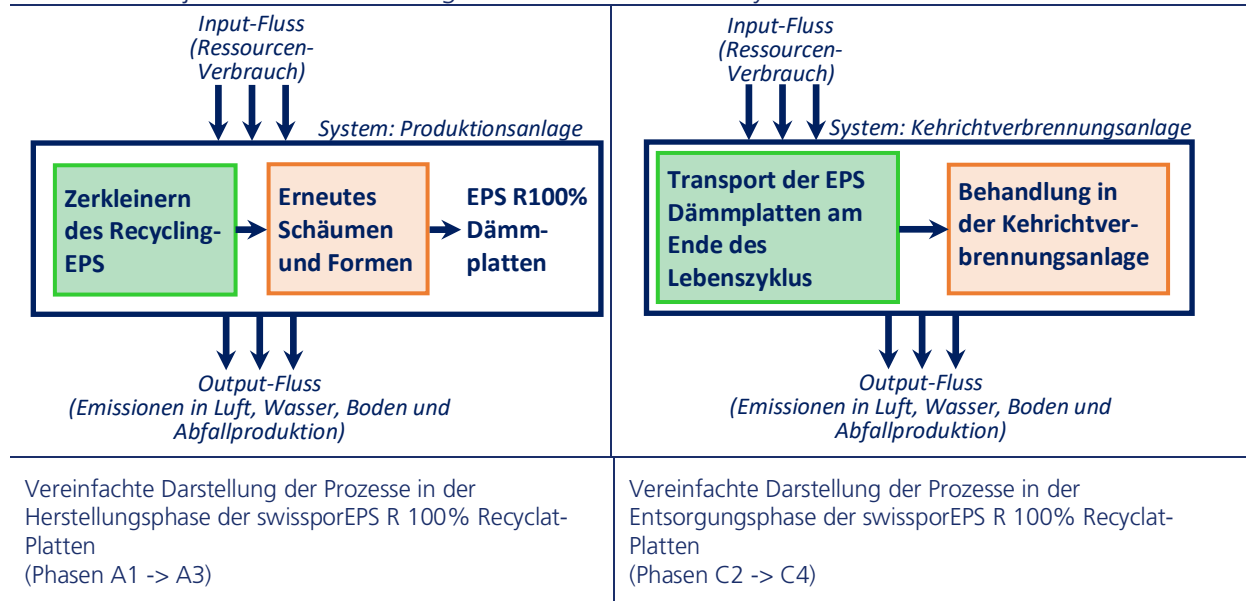 Input-Fluss
(Ressourcen-
Verbrauch)
System: Produktionsanlage
Zerkleinern
des Recycling-
EPS
Erneutes
Schäumen
und Formen
EPS R100%
Dämm-
platten
Output-Fluss
(Emissionen in Luft, Wasser, Boden und
Abfallproduktion)
Input-Fluss
(Ressourcen-
Verbrauch)
System: Kehrichtverbrennungsanlage
Transport der EPS
Dämmplatten am
Ende des
Lebenszyklus
Behandlung in
der Kehrichtver-
brennungsanlage
Output-Fluss
(Emissionen in Luft, Wasser, Boden und
Abfallproduktion)
Vereinfachte Darstellung der Prozesse in der
Herstellungsphase der swissporEPS R 100% Recyclat-
Platten
(Phasen A1 -> A3)
Vereinfachte Darstellung der Prozesse in der
Entsorgungsphase der swissporEPS R 100% Recyclat-
Platten
(Phasen C2 -> C4)